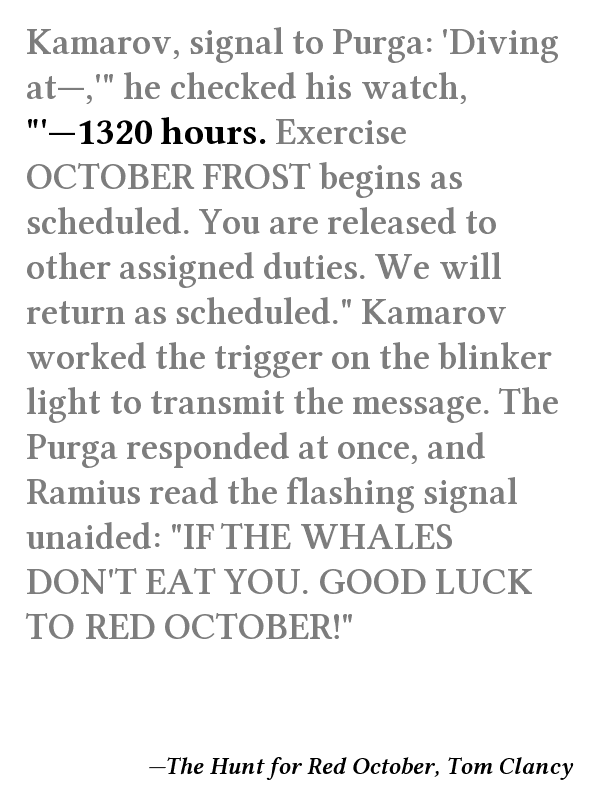 Kamarov, signal to Purga: 'Diving
at—,'" he checked his watch,
"'—1320 hours. Exercise
OCTOBER FROST begins as
scheduled. You are released to
other assigned duties. We will
return as scheduled." Kamarov
worked the trigger on the blinker
light to transmit the message. The
Purga responded at once, and
Ramius read the flashing signal
unaided: "IF THE WHALES
DON'T EAT YOU. GOOD LUCK
TO RED OCTOBER!"
—The Hunt for Red October, Tom Clancy